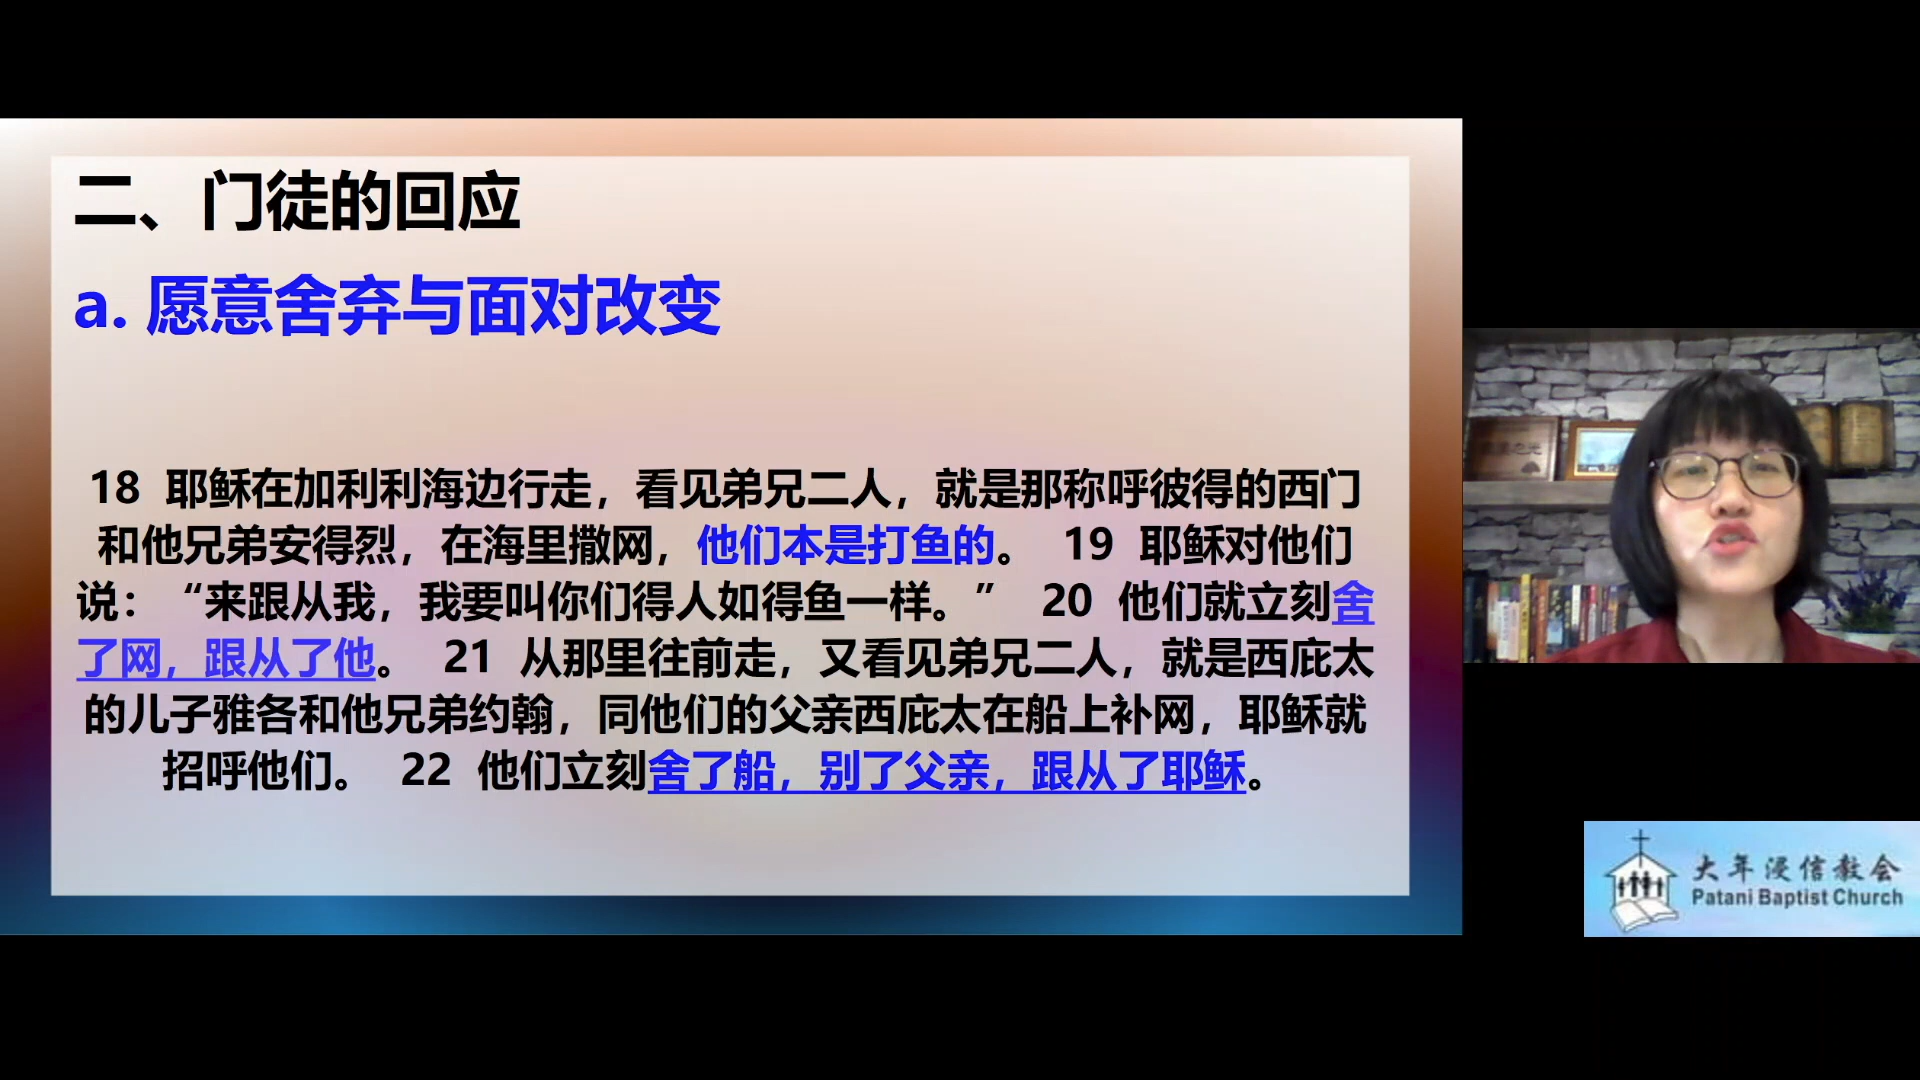 二、门徒的回应
a. 愿意舍弃与面对改变
18 耶稣在加利利海边行走，看见弟兄二人，就是那称呼彼得的西门
和他兄弟安得烈，在海里撒网，他们本是打鱼的。 19 耶稣对他们
说：“来跟从我，我要叫你们得人如得鱼一样。” 20 他们就立刻舍
了网，跟从了他。 21 从那里往前走，又看见弟兄二人，就是西庇太
的儿子雅各和他兄弟约翰，同他们的父亲西庇太在船上补网，耶稣就
招呼他们。 22 他们立刻舍了船，别了父亲，跟从了耶稣。
大年浸信教会
Patani Baptist Church